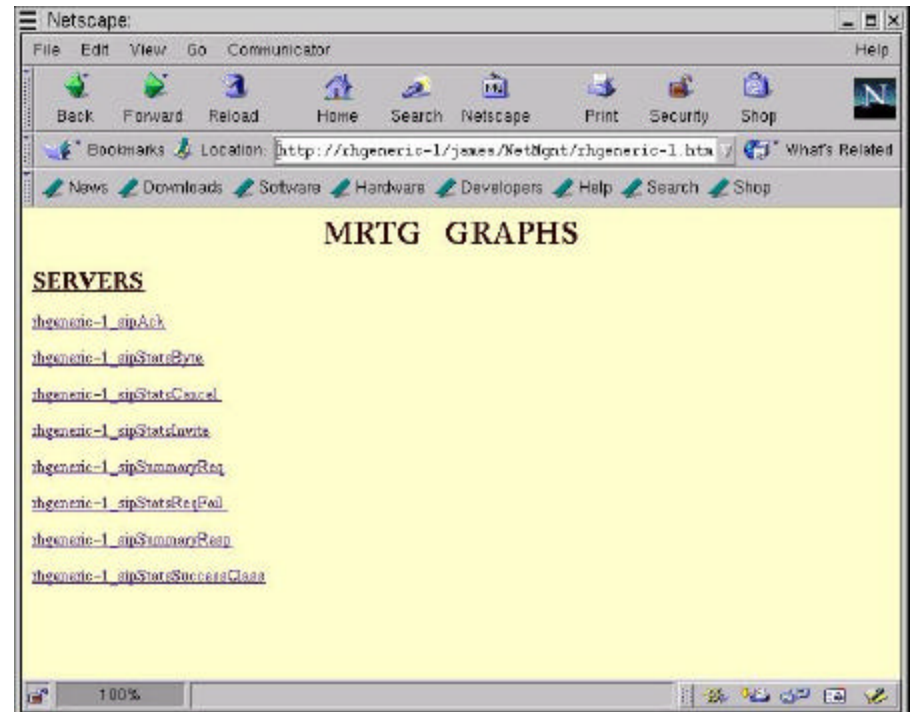 Netscape:
File Edit View Go Communicator Help
Back Forward Reload Home Search Netscape Print Security Shop
N
Bookmarks Location: http://rhgeneric-1/james/NetMgnt/rhgeneric-1.htm What's Related
News Downloads Software Hardware Developers Help Search Shop
MRTG GRAPHS
SERVERS
rhgeneric-1_sipAck
rhgeneric-1_sipStatsByte
rhgeneric-1_sipStatsCancel
rhgeneric-1_sipStatsInvite
rhgeneric-1_sipSummaryReq
rhgeneric-1_sipStatsReqFail
rhgeneric-1_sipSummaryResp
rhgeneric-1_sipStatsSuccessClass
100%